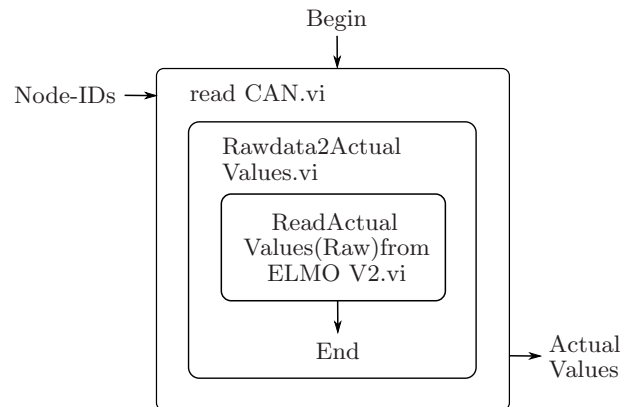 Begin
Node-IDs
read CAN.vi
Rawdata2Actual
Values.vi
ReadActual
Values(Raw)from
ELMO V2.vi
End
Actual
Values